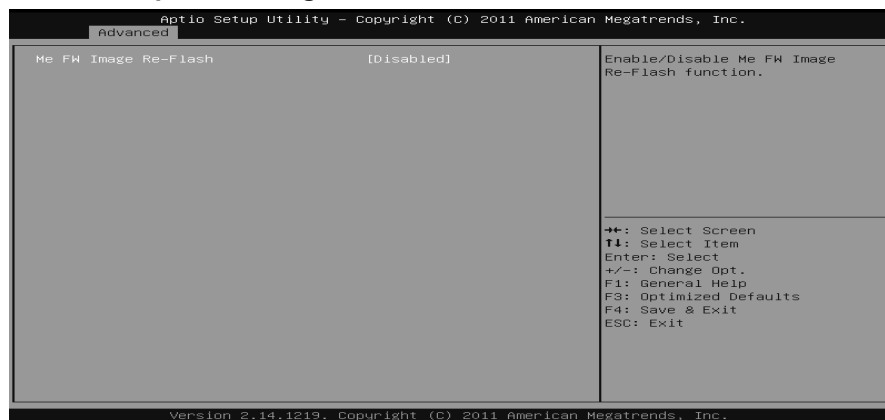 Aptio Setup Utility – Copyright (C) 2011 American Megatrends, Inc.
Advanced
Me FW Image Re-Flash [Disabled]
Enable/Disable Me FW Image
Re-Flash function.
→←: Select Screen
↑↓: Select Item
Enter: Select
+/-: Change Opt.
F1: General Help
F3: Optimized Defaults
F4: Save & Exit
ESC: Exit
Version 2.14.1219. Copyright (C) 2011 American Megatrends, Inc.